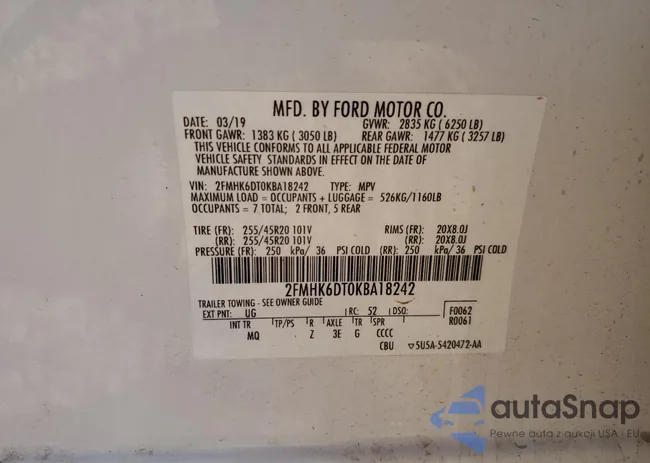 MFD. BY FORD MOTOR CO.
DATE: 03/19 GVWR: 2835 KG ( 6250 LB)
FRONT GAWR: 1383 KG ( 3050 LB) REAR GAWR: 1477 KG ( 3257 LB)
THIS VEHICLE CONFORMS TO ALL APPLICABLE FEDERAL MOTOR
VEHICLE SAFETY STANDARDS IN EFFECT ON THE DATE OF
MANUFACTURE SHOWN ABOVE.
VIN: 2FMHK6DT0KBA18242 TYPE: MPV
MAXIMUM LOAD = OCCUPANTS + LUGGAGE = 526KG/1160LB
OCCUPANTS = 7 TOTAL; 2 FRONT, 5 REAR
TIRE (FR): 255/45R20 101V RIMS (FR): 20X8.0J
(RR): 255/45R20 101V (RR): 20X8.0J
PRESSURE (FR): 250 kPa/ 36 PSI COLD (RR): 250 kPa/ 36 PSI COLD
2FMHK6DT0KBA18242
TRAILER TOWING - SEE OWNER GUIDE
EXT PNT: UG RC: 52 DSO: F0062
R0061
INT TR TP/PS R AXLE TR SPR
MQ Z 3E G CCCC
CBU ▽5U5A-5420472-AA
autaSnap
Pewne auta z aukcji USA - EU